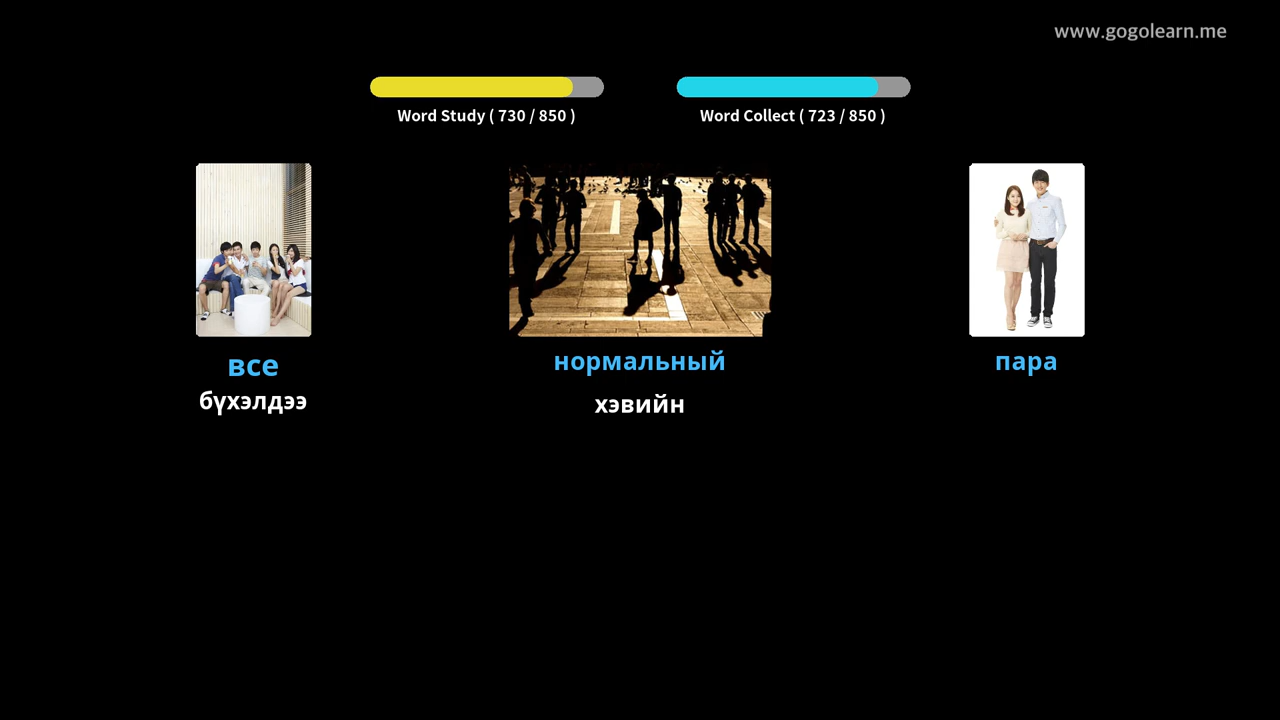 www.gogolearn.me
Word Study ( 730 / 850 )
Word Collect ( 723 / 850 )
все
бүхэлдээ
нормальный
хэвийн
пара